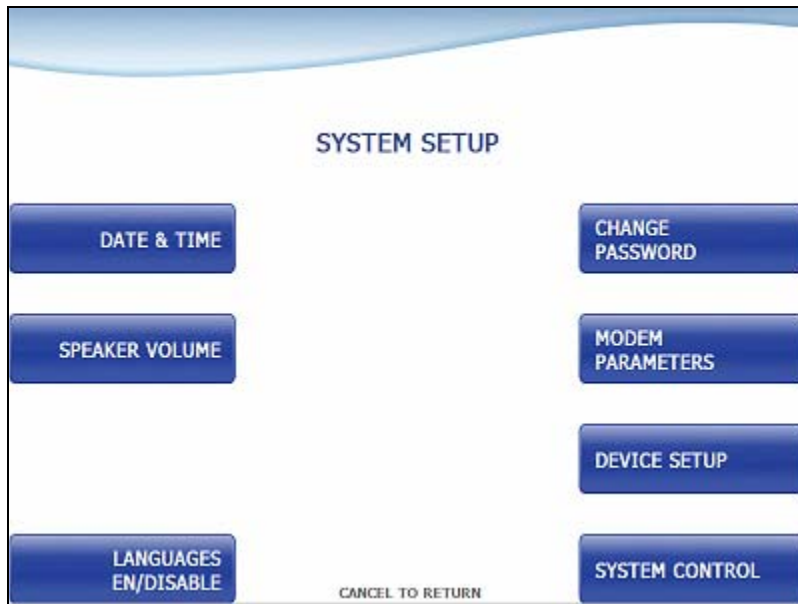 SYSTEM SETUP
DATE & TIME
CHANGE
PASSWORD
SPEAKER VOLUME
MODEM
PARAMETERS
DEVICE SETUP
LANGUAGES
EN/DISABLE
SYSTEM CONTROL
CANCEL TO RETURN